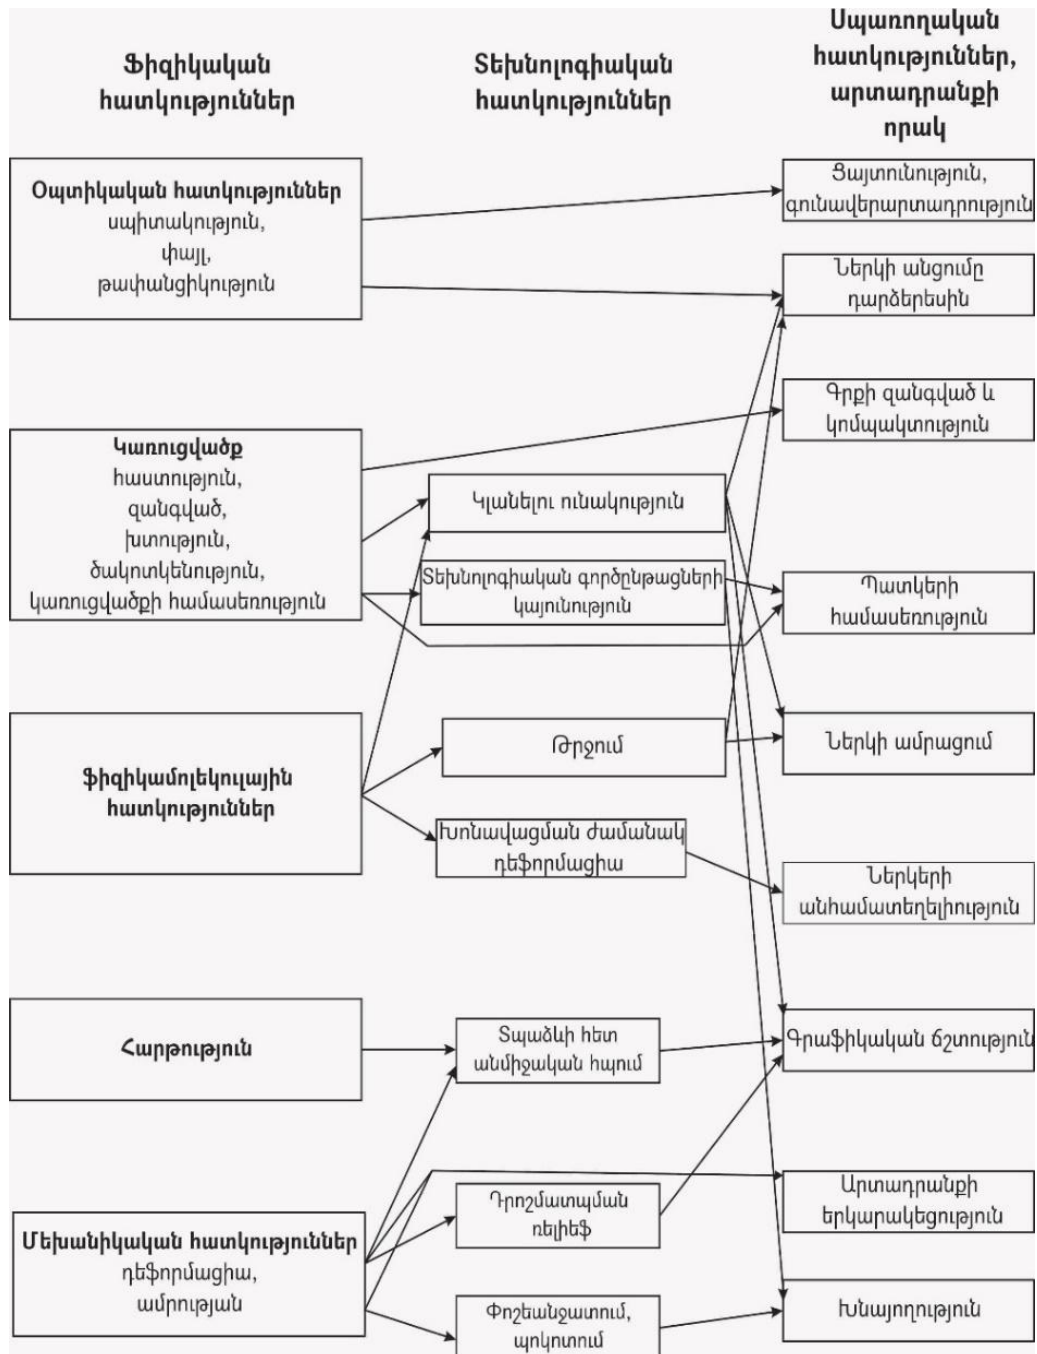 Ֆիզիկական
հատկություններ
Տեխնոլոգիական
հատկություններ
Սպառողական
հատկություններ,
արտադրանքի
որակ
Օպտիկական հատկություններ
սպիտակություն,
փայլ,
թափանցիկություն
Կառուցվածք
հաստություն,
զանգված,
խտություն,
ծակոտկենություն,
կառուցվածքի համասեռություն
Ֆիզիկամոլեկուլային
հատկություններ
Հարթություն
Մեխանիկական հատկություններ
դեֆորմացիա,
ամրության
Կլանելու ունակություն
Տեխնոլոգիական գործընթացների
կայունություն
Թրջում
Խոնավացման ժամանակ
դեֆորմացիա
Տպաձևի հետ
անմիջական հպում
Դրոշմատպման
ռելիեֆ
Փոշեանջատում,
պոկոտում
Ցայտունություն,
գունավերարտադրություն
Ներկի անցումը
դարձերեսին
Գրքի զանգված և
կոմպակտություն
Պատկերի
համասեռություն
Ներկի ամրացում
Ներկերի
անհամատեղելիություն
Գրաֆիկական ճշտություն
Արտադրանքի
երկարակեցություն
Խնայողություն